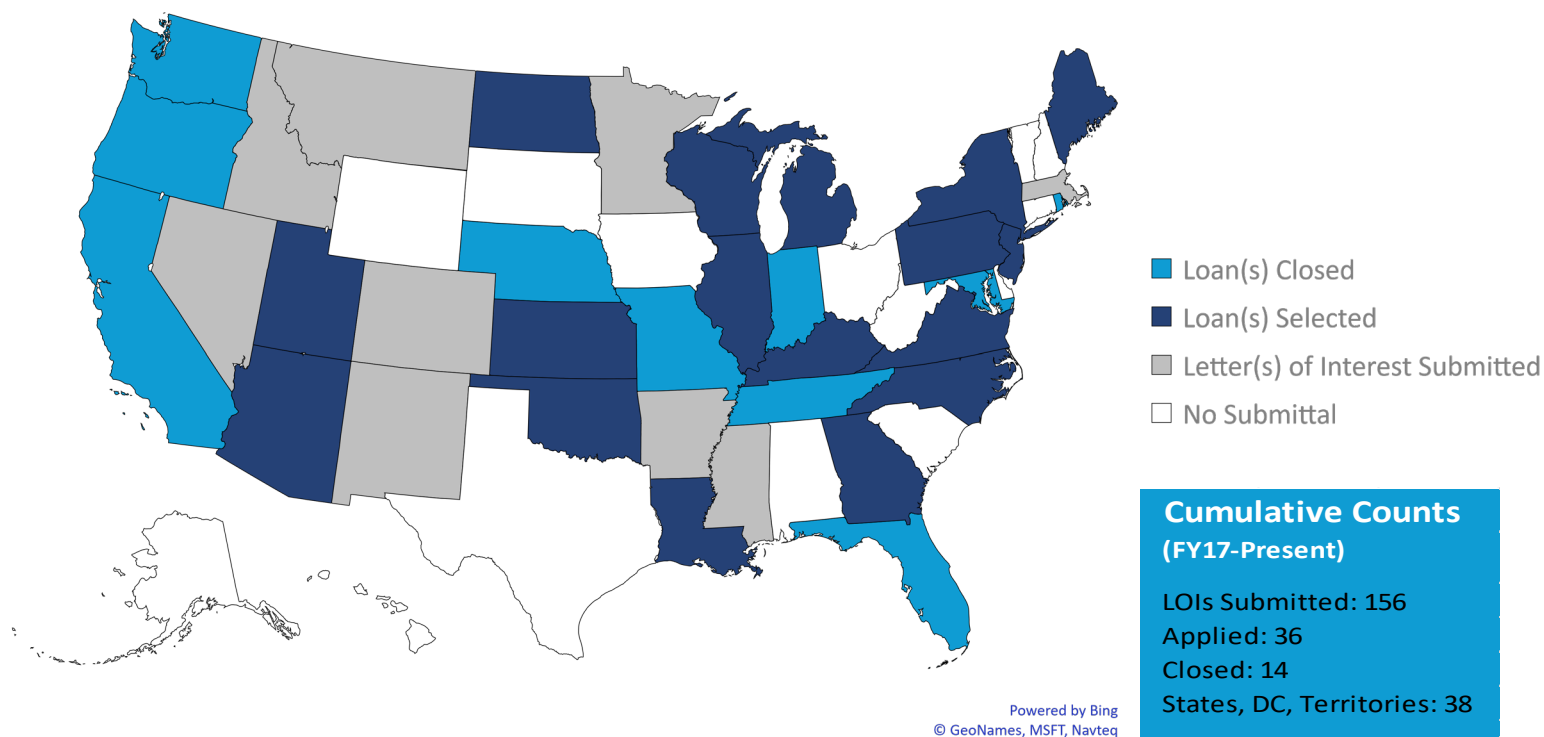 Loan(s) Closed
Loan(s) Selected
Letter(s) of Interest Submitted
No Submittal
Cumulative Counts
(FY17-Present)
LOIs Submitted: 156
Applied: 36
Closed: 14
States, DC, Territories: 38
Powered by Bing
© GeoNames, MSFT, Navteq